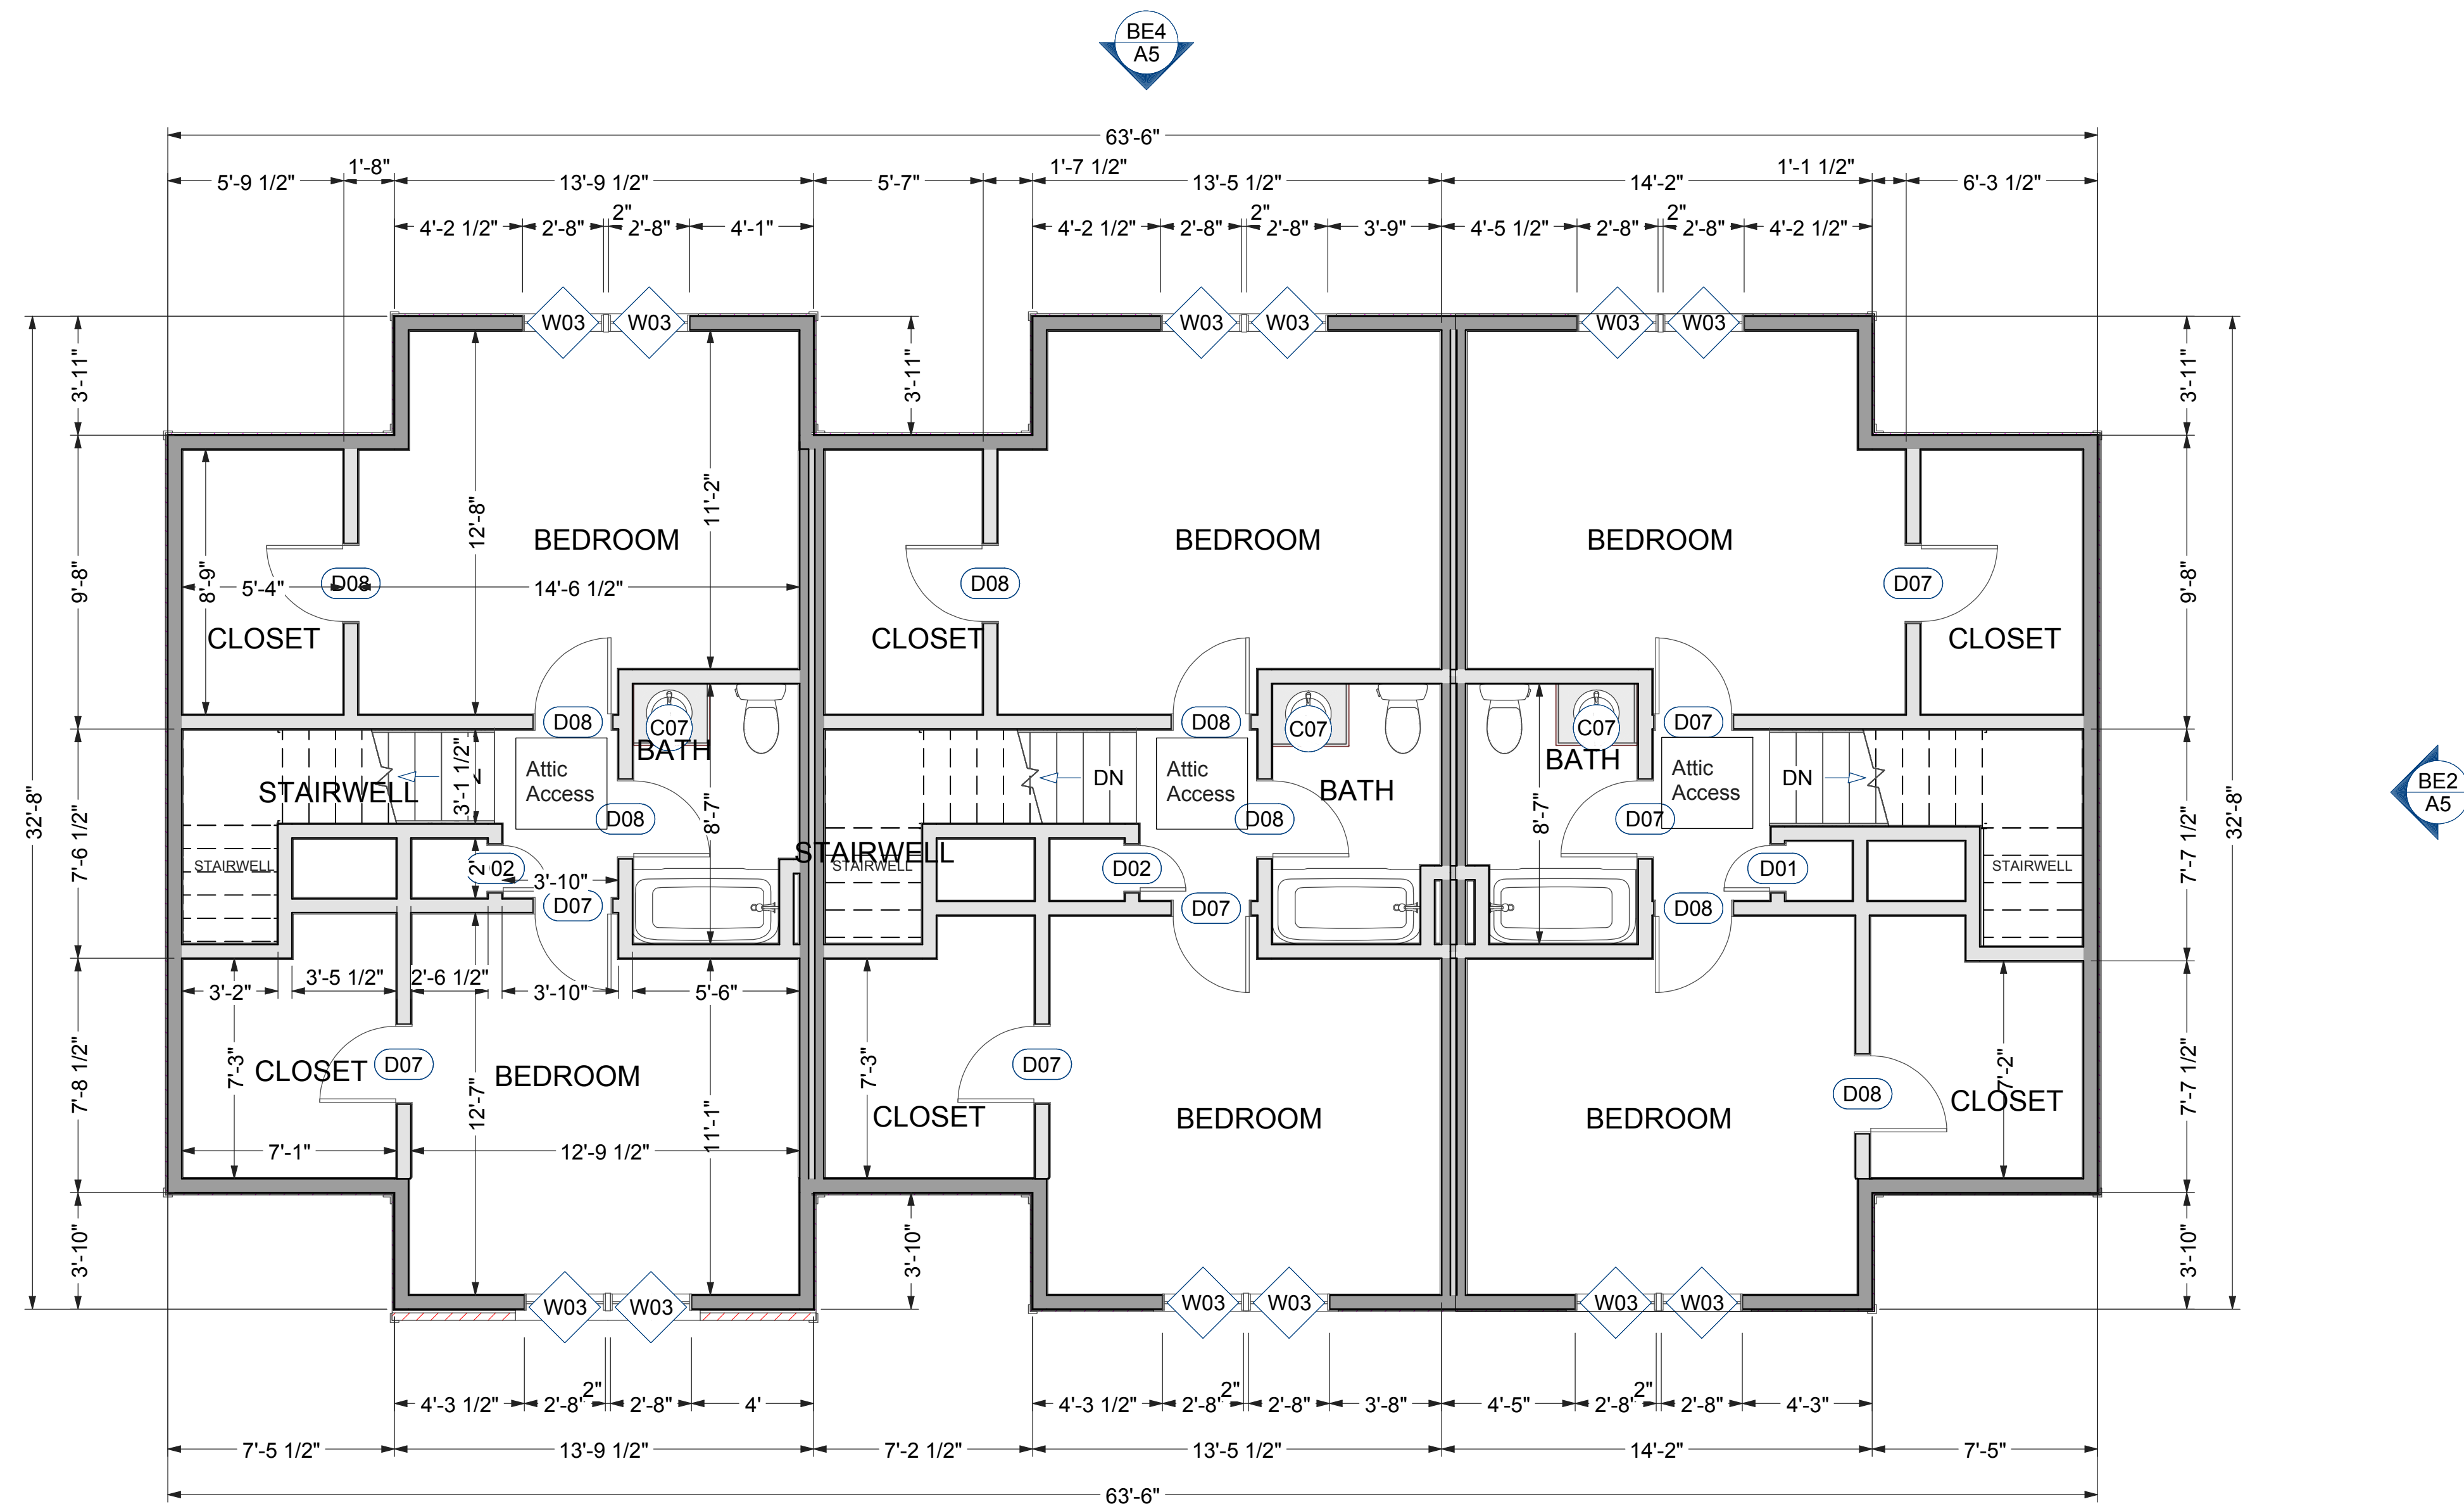 BE4
A5
63'-6"
5'-9 1/2"
1'-8"
13'-9 1/2"
5'-7"
1'-7 1/2"
13'-5 1/2"
14'-2"
1'-1 1/2"
6'-3 1/2"
4'-2 1/2"
2'-8"
2"
2'-8"
4'-1"
4'-2 1/2"
2'-8"
2"
2'-8"
3'-9"
4'-5 1/2"
2'-8"
2"
2'-8"
4'-2 1/2"
W03
W03
W03
W03
W03
W03
3'-11"
3'-11"
3'-11"
12'-8"
11'-2"
BEDROOM
BEDROOM
BEDROOM
9'-8"
8'-9"
5'-4"
D08
14'-6 1/2"
D08
D07
9'-8"
CLOSET
CLOSET
CLOSET
D08
C07
BATH
D08
C07
C07
D07
32'-8"
7'-6 1/2"
STAIRWELL
3'-1 1/2"
Attic
Access
D08
8'-7"
DN
Attic
Access
D08
BATH
8'-7"
BATH
D07
Attic
Access
DN
7'-7 1/2"
32'-8"
BE2
A5
STAIRWELL
2'
02
3'-10"
D07
STAIRWELL
STAIRWELL
D02
D07
D01
D08
STAIRWELL
3'-2"
3'-5 1/2"
2'-6 1/2"
3'-10"
5'-6"
7'-8 1/2"
7'-3"
CLOSET
D07
BEDROOM
12'-7"
11'-1"
7'-3"
D07
CLOSET
BEDROOM
BEDROOM
D08
7'-2"
CLOSET
7'-7 1/2"
7'-1"
12'-9 1/2"
3'-10"
3'-10"
3'-10"
W03
W03
W03
W03
W03
W03
4'-3 1/2"
2'-8"
2"
2'-8"
4'
4'-3 1/2"
2'-8"
2"
2'-8"
3'-8"
4'-5"
2'-8"
2"
2'-8"
4'-3"
7'-5 1/2"
13'-9 1/2"
7'-2 1/2"
13'-5 1/2"
14'-2"
7'-5"
63'-6"